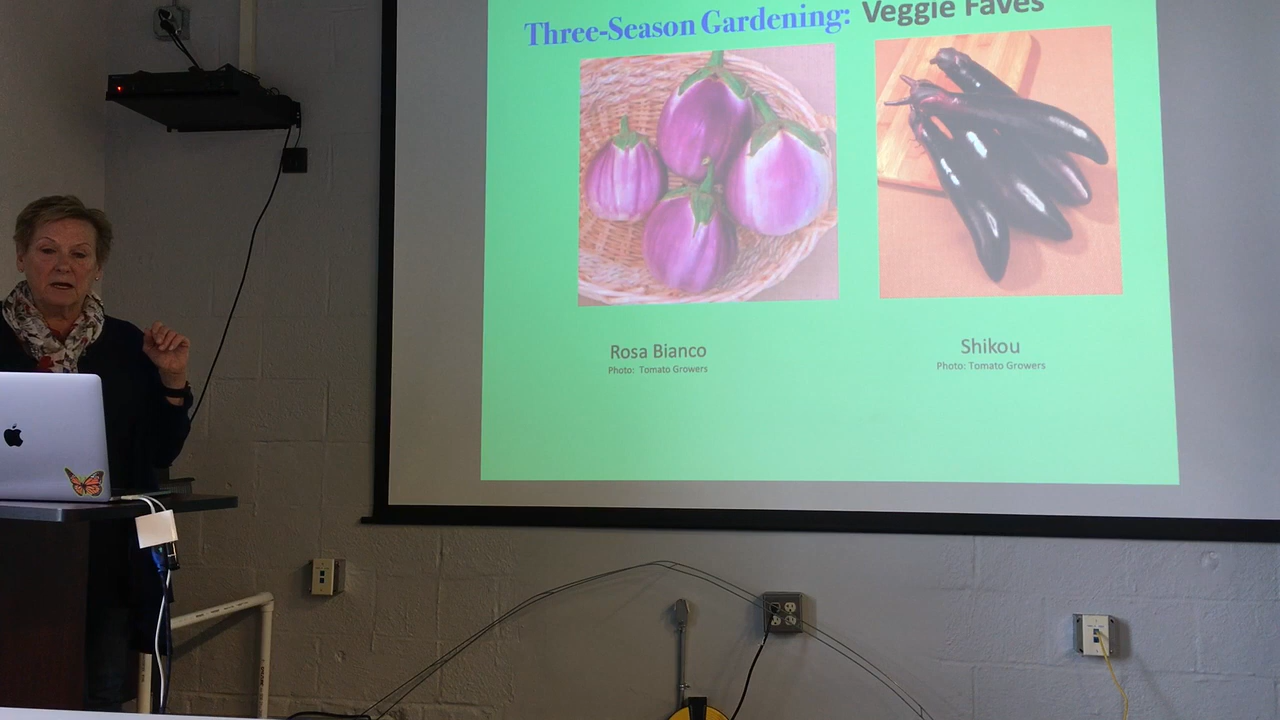 Three-Season Gardening: Veggie Faves
Rosa Bianco
Photo: Tomato Growers
Shikou
Photo: Tomato Growers